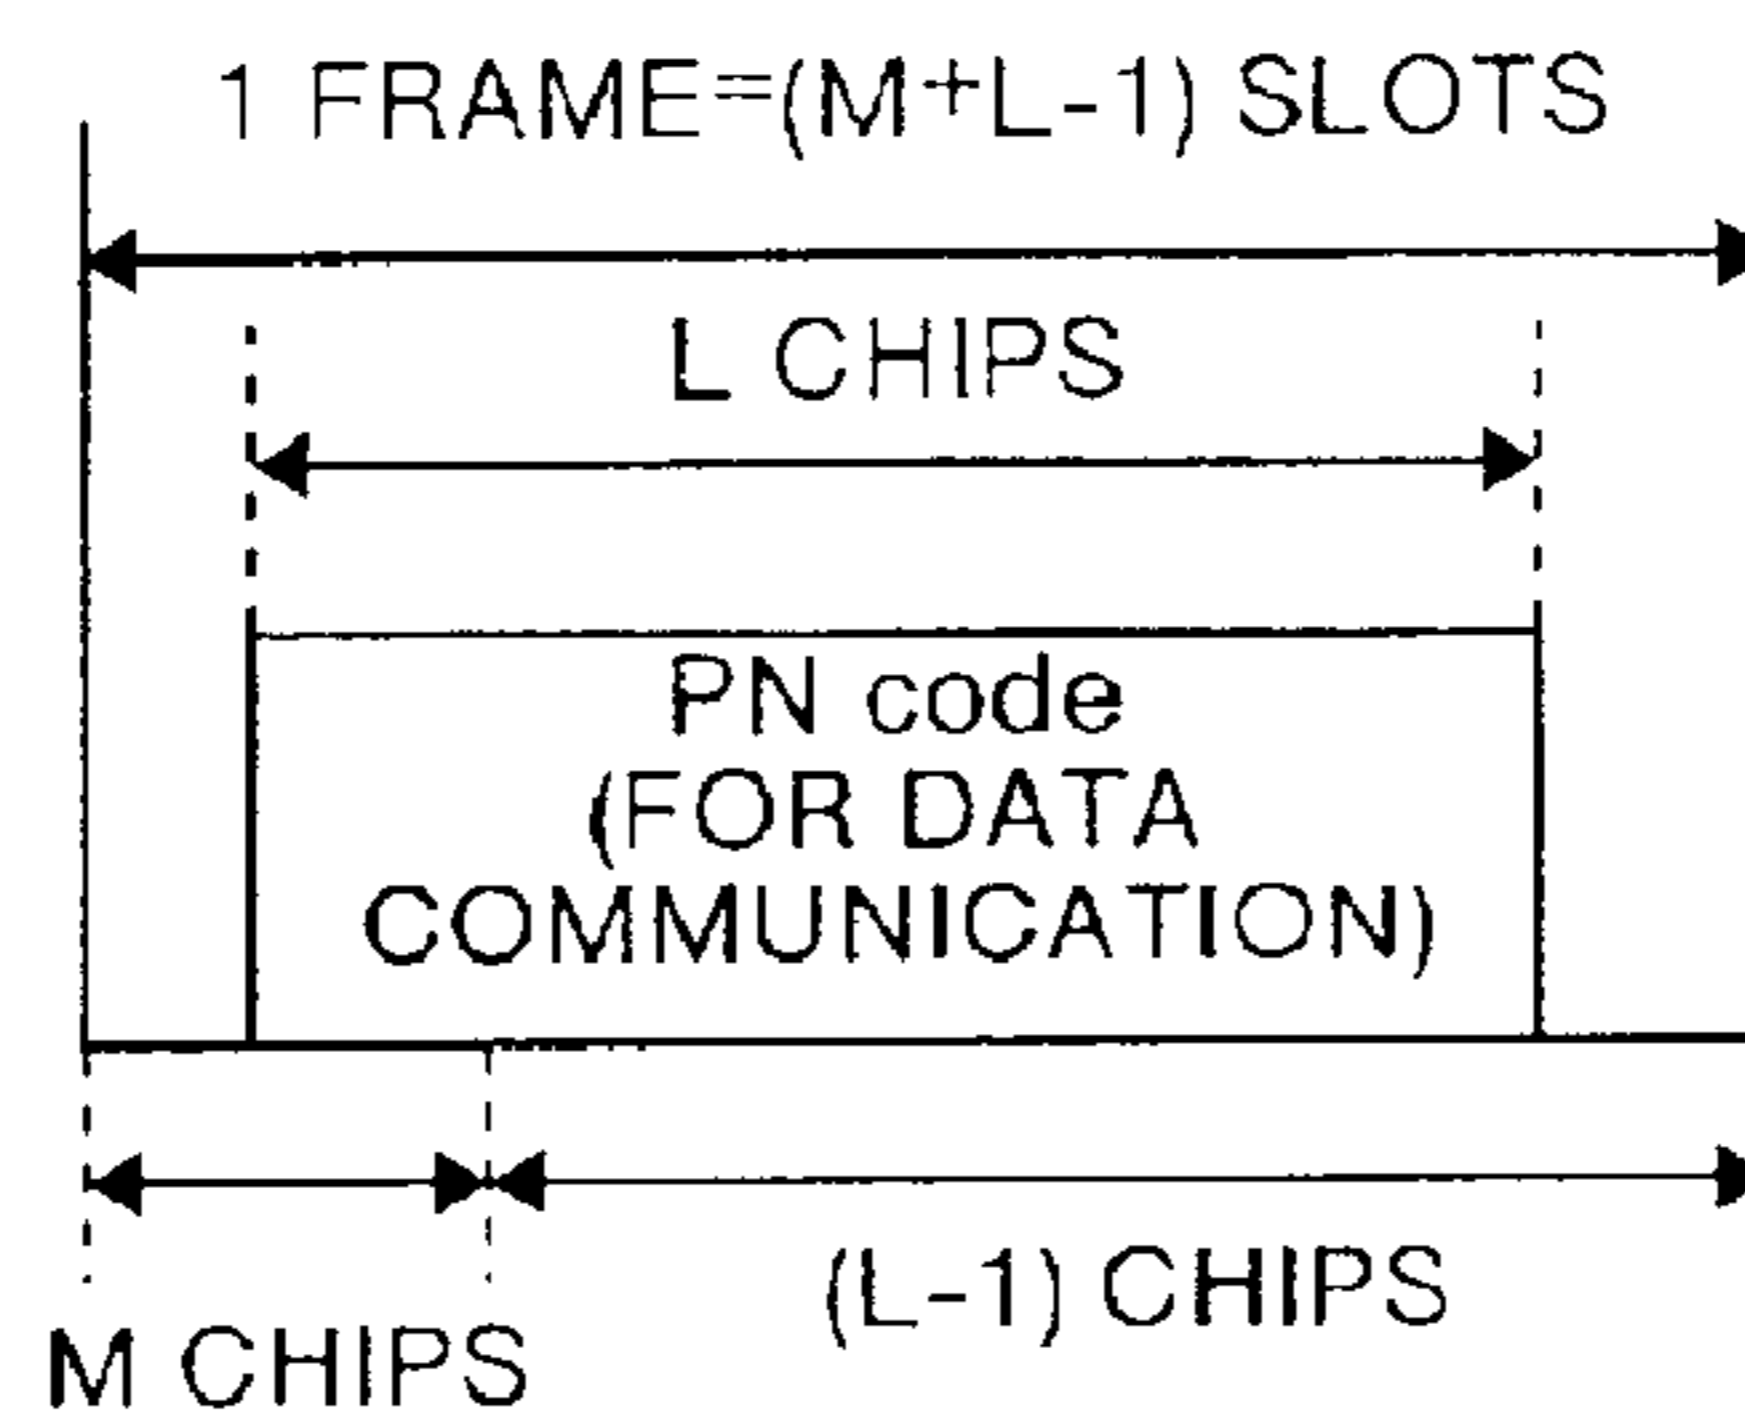 1 FRAME=(M+L-1) SLOTS
L CHIPS
PN code
(FOR DATA
COMMUNICATION)
(L-1) CHIPS
M CHIPS